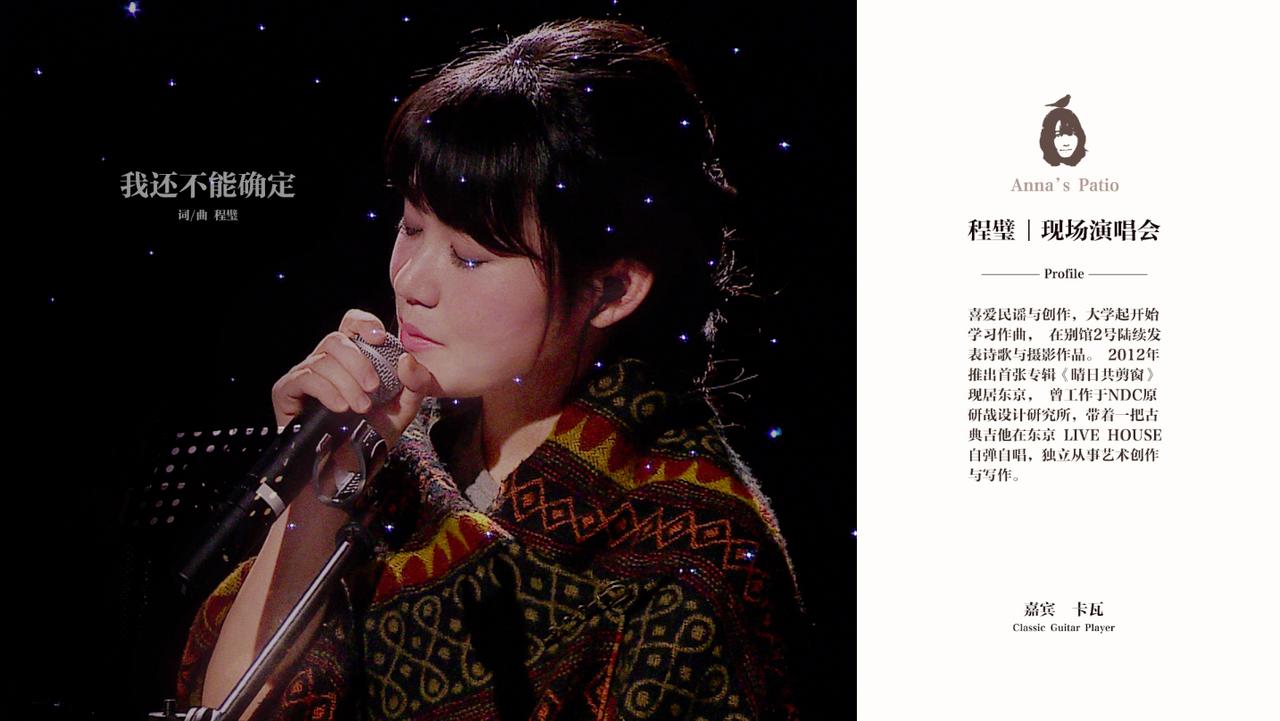 我还不能确定
词/曲 程璧
Anna's Patio
程璧｜现场演唱会
Profile
喜爱民谣与创作，大学起开始
学习作曲， 在别馆2号陆续发
表诗歌与摄影作品。 2012年
推出首张专辑《晴日共剪窗》
现居东京， 曾工作于NDC原
研哉设计研究所，带着一把古
典吉他在东京 LIVE HOUSE
自弹自唱，独立从事艺术创作
与写作。
嘉宾 卡瓦
Classic Guitar Player